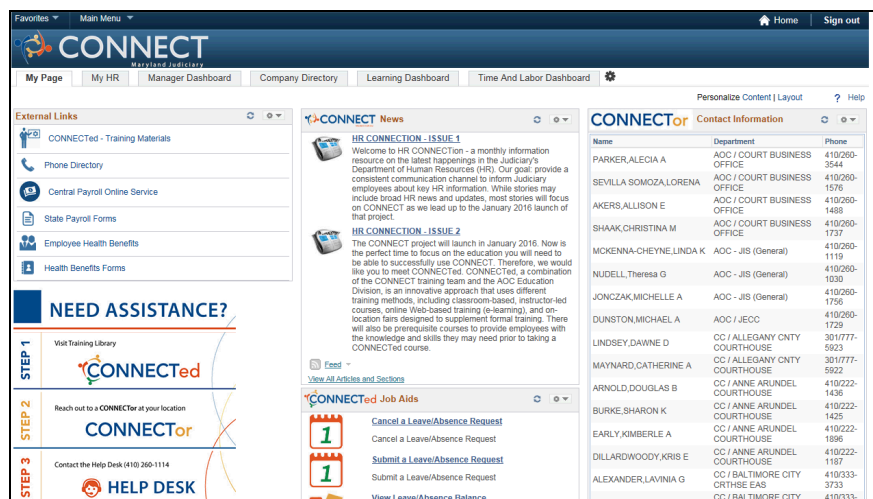 Favorites Main Menu Home Sign out
CONNECT
Maryland Judiciary
My Page My HR Manager Dashboard Company Directory Learning Dashboard Time And Labor Dashboard
Personalize Content | Layout ? Help
External Links
CONNECTed - Training Materials
Phone Directory
Central Payroll Online Service
State Payroll Forms
Employee Health Benefits
Health Benefits Forms
NEED ASSISTANCE?
STEP 1
Visit Training Library
CONNECTed
STEP 2
Reach out to a CONNECTor at your location
CONNECTor
STEP 3
Contact the Help Desk (410) 260-1114
HELP DESK
CONNECT News
HR CONNECTION - ISSUE 1
Welcome to HR CONNECTion - a monthly information
resource on the latest happenings in the Judiciary's
Department of Human Resources (HR). Our goal: provide a
consistent communication channel to inform Judiciary
employees about key HR information. While stories may
include broad HR news and updates, most stories will focus
on CONNECT as we lead up to the January 2016 launch of
that project.
HR CONNECTION - ISSUE 2
The CONNECT project will launch in January 2016. Now is
the perfect time to focus on the education you will need to
be able to successfully use CONNECT. Therefore, we would
like you to meet CONNECTed. CONNECTed, a combination
of the CONNECT training team and the AOC Education
Division, is an innovative approach that uses different
training methods, including classroom-based, instructor-led
courses, online Web-based training (e-learning), and on-
location fairs designed to supplement formal training. There
will also be prerequisite courses to provide employees with
the knowledge and skills they may need prior to taking a
CONNECTed course.
Feed
View All Articles and Sections
CONNECTed Job Aids
1
Cancel a Leave/Absence Request
Cancel a Leave/Absence Request
1
Submit a Leave/Absence Request
Submit a Leave/Absence Request
View Leave/Absence Balance
CONNECTor Contact Information
Name Department Phone
PARKER,ALECIA A AOC / COURT BUSINESS OFFICE 410/260-3544
SEVILLA SOMOZA,LORENA AOC / COURT BUSINESS OFFICE 410/260-1576
AKERS,ALLISON E AOC / COURT BUSINESS OFFICE 410/260-1488
SHAAK,CHRISTINA M AOC / COURT BUSINESS OFFICE 410/260-1737
MCKENNA-CHEYNE,LINDA K AOC - JIS (General) 410/260-1119
NUDELL,Theresa G AOC - JIS (General) 410/260-1030
JONCZAK,MICHELLE A AOC - JIS (General) 410/260-1756
DUNSTON,MICHAEL A AOC / JECC 410/260-1729
LINDSEY,DAWNE D CC / ALLEGANY CNTY COURTHOUSE 301/777-5923
MAYNARD,CATHERINE A CC / ALLEGANY CNTY COURTHOUSE 301/777-5922
ARNOLD,DOUGLAS B CC / ANNE ARUNDEL COURTHOUSE 410/222-1436
BURKE,SHARON K CC / ANNE ARUNDEL COURTHOUSE 410/222-1425
EARLY,KIMBERLE A CC / ANNE ARUNDEL COURTHOUSE 410/222-1896
DILLARDWOODY,KRIS E CC / ANNE ARUNDEL COURTHOUSE 410/222-1187
ALEXANDER,LAVINIA G CC / BALTIMORE CITY CRTHSE EAS 410/333-3733
CC / BALTIMORE CITY 410/333-